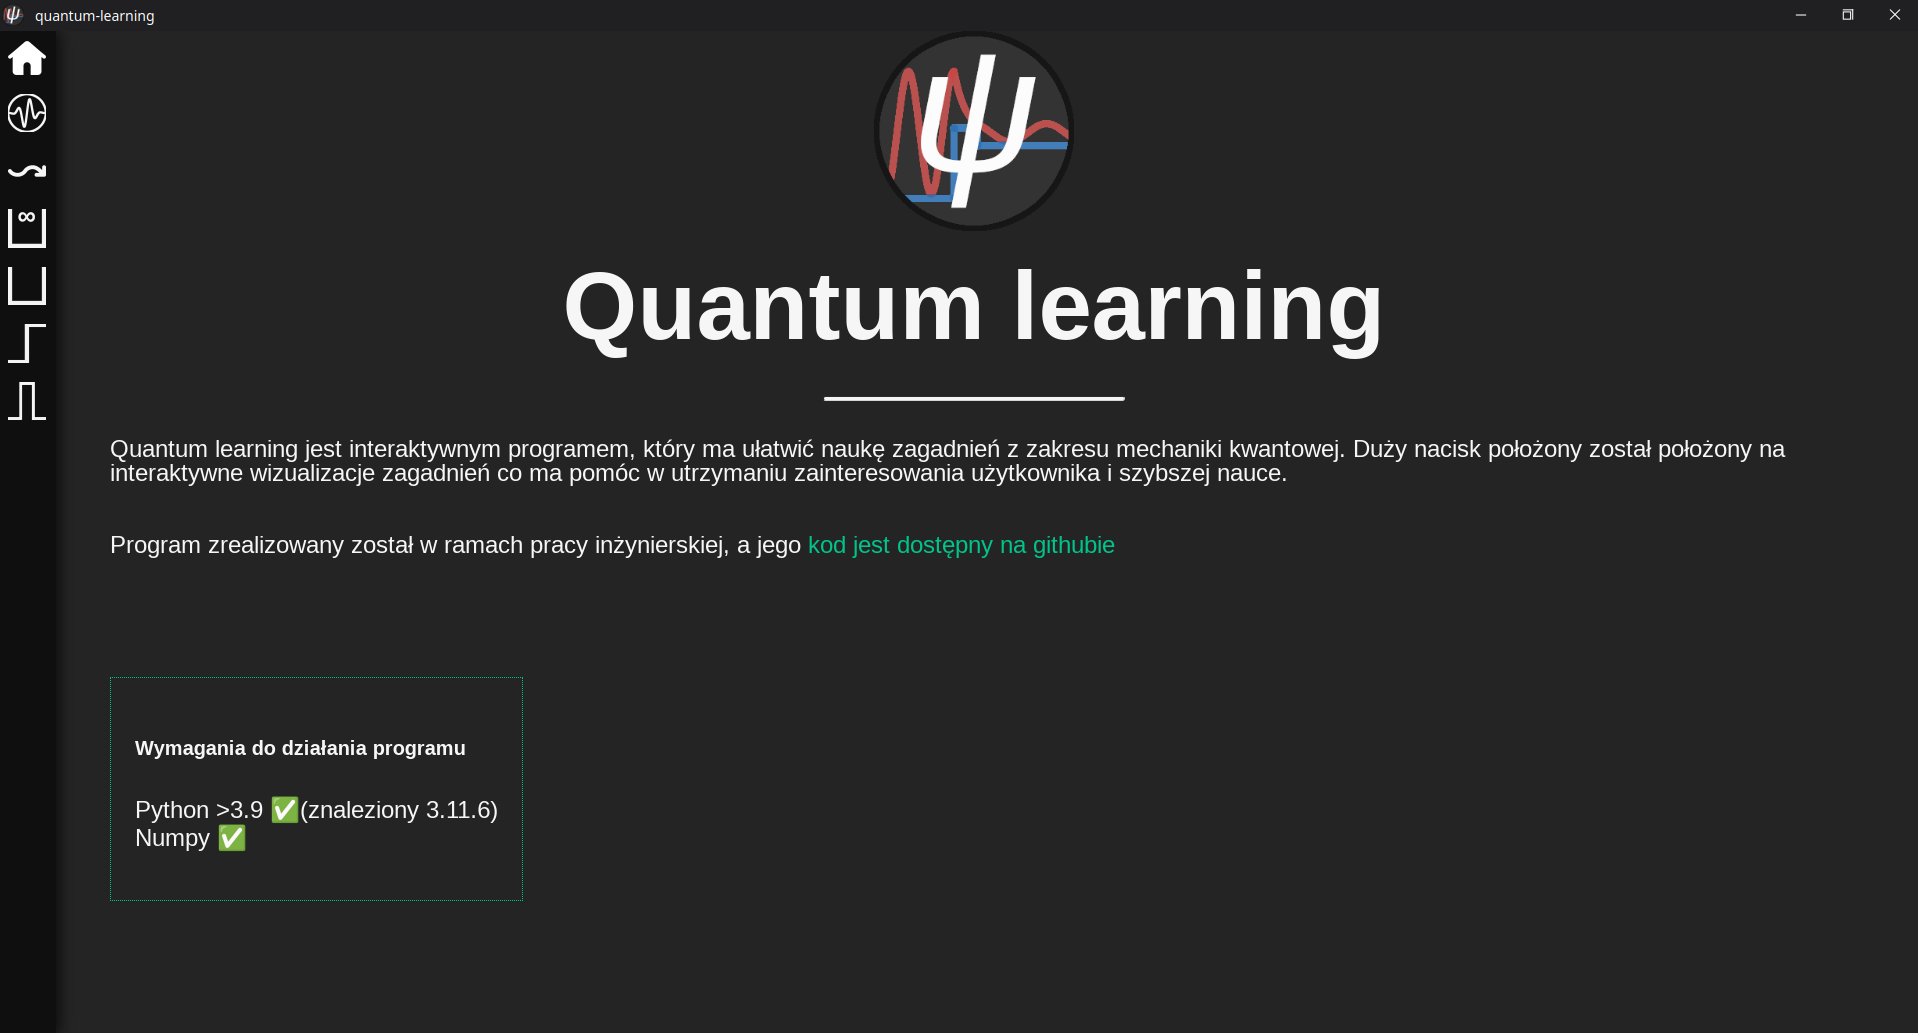 quantum-learning
ψ
∞
Quantum learning
Quantum learning jest interaktywnym programem, który ma ułatwić naukę zagadnień z zakresu mechaniki kwantowej. Duży nacisk położony został położony na
interaktywne wizualizacje zagadnień co ma pomóc w utrzymaniu zainteresowania użytkownika i szybszej nauce.
Program zrealizowany został w ramach pracy inżynierskiej, a jego kod jest dostępny na githubie
Wymagania do działania programu
Python >3.9 ✅(znaleziony 3.11.6)
Numpy ✅